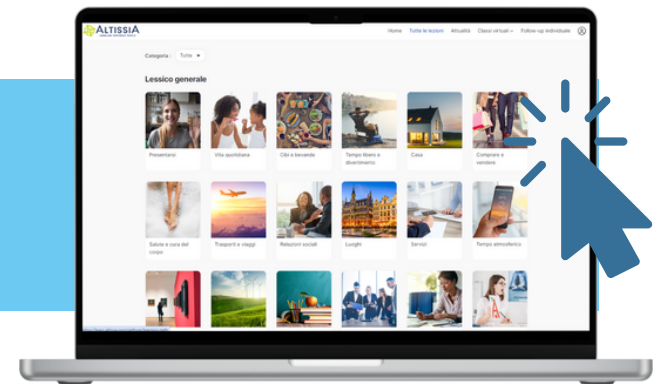 ALTISSIA
Home Tutte le lezioni Attualità Classi virtuali Follow-up individuale
Categoria : Tutte
Lessico generale
Presentarsi
Vita quotidiana
Cibi e bevande
Tempo libero e
divertimento
Casa
Comprare e
vendere
Salute e cura del
corpo
Trasporti e viaggi
Relazioni sociali
Luoghi
Servizi
Tempo atmosferico